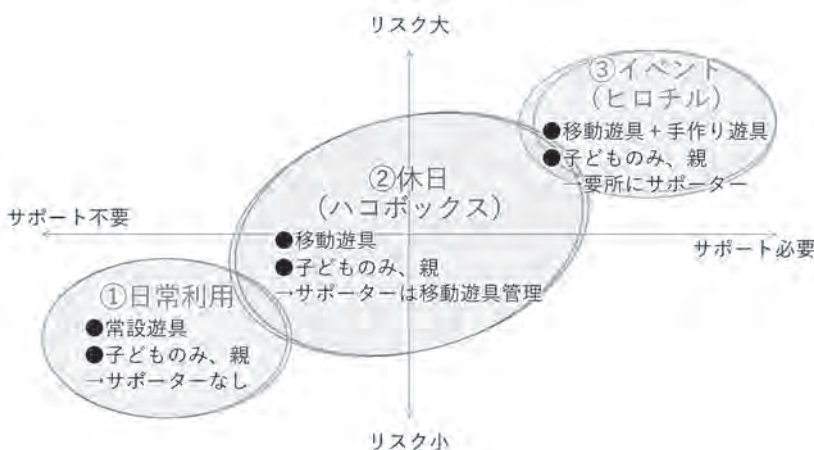 リスク大
③イベント
(ヒロチル)
●移動遊具+手作り遊具
●子どものみ、親
→要所にサポーター
②休日
(ハコボックス)
●移動遊具
●子どものみ、親
→サポーターは移動遊具管理
サポート不要
サポート必要
①日常利用
●常設遊具
●子どものみ、親
→サポーターなし
リスク小